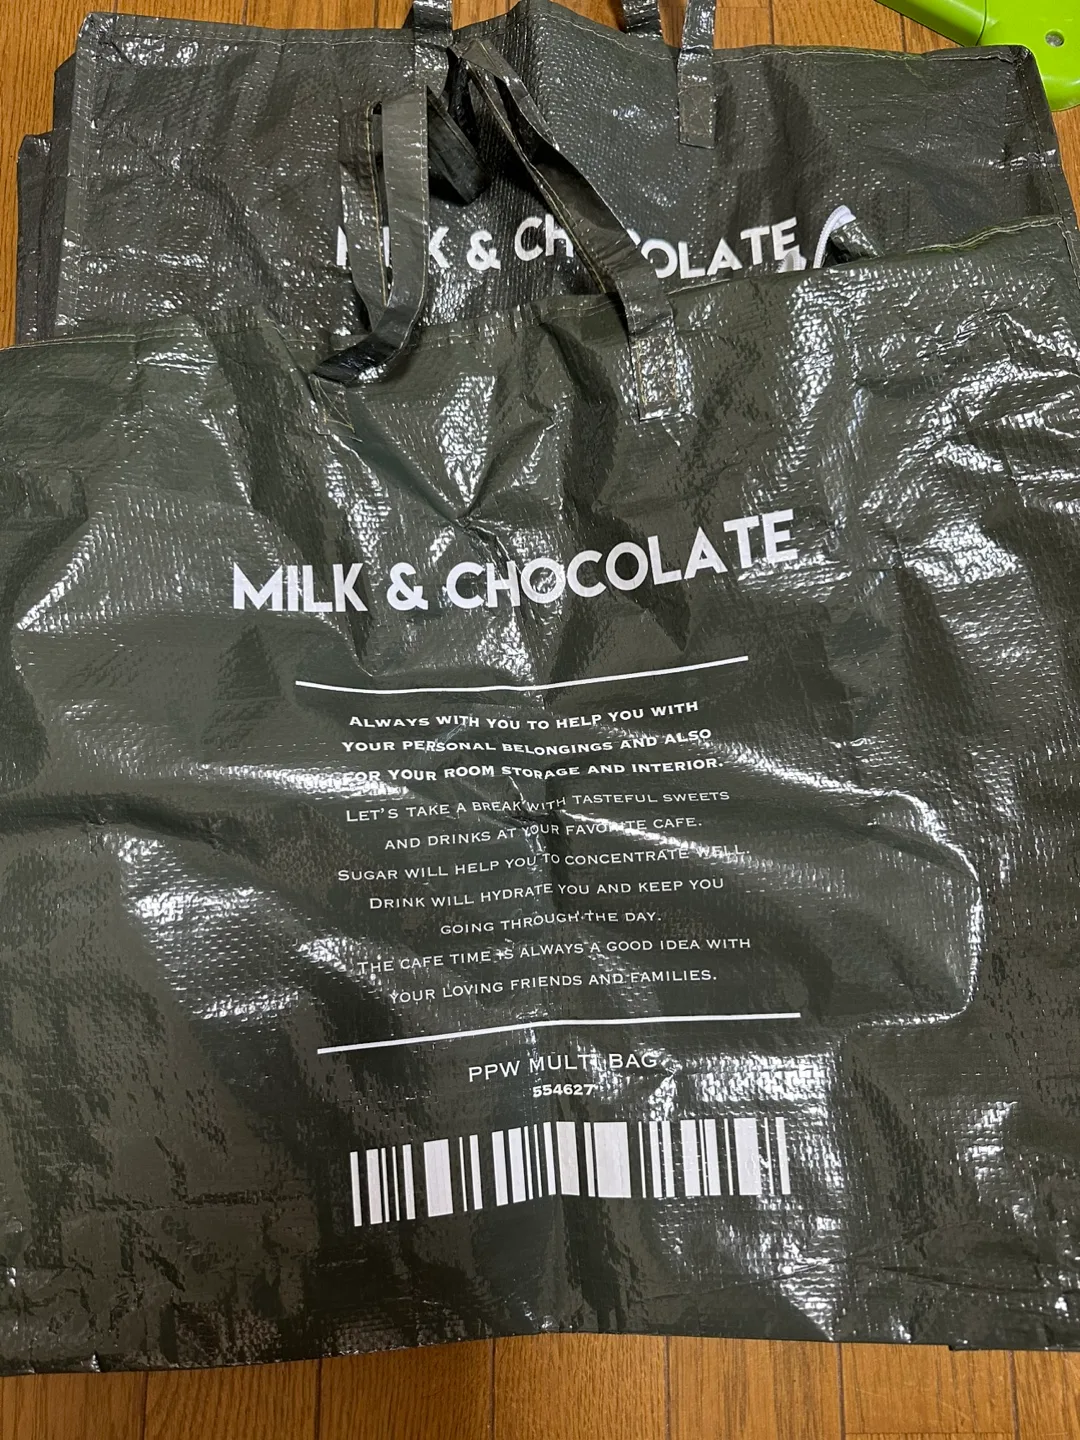 MILK & CHOCOLATE
MILK & CHOCOLATE
ALWAYS WITH YOU TO HELP YOU WITH
YOUR PERSONAL BELONGINGS AND ALSO
FOR YOUR ROOM STORAGE AND INTERIOR.
LET'S TAKE A BREAK WITH TASTEFUL SWEETS
AND DRINKS AT YOUR FAVORITE CAFE.
SUGAR WILL HELP YOU TO CONCENTRATE WELL.
DRINK WILL HYDRATE YOU AND KEEP YOU
GOING THROUGH THE DAY.
THE CAFE TIME IS ALWAYS A GOOD IDEA WITH
YOUR LOVING FRIENDS AND FAMILIES.
PPW MULTI BAG
554627